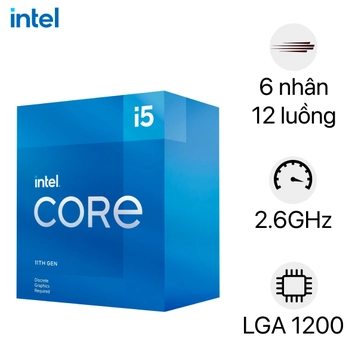 intel
i5
intel
CORE
11TH GEN
Discrete
Graphics
Required
6 nhân
12 luồng
2.6GHz
LGA 1200